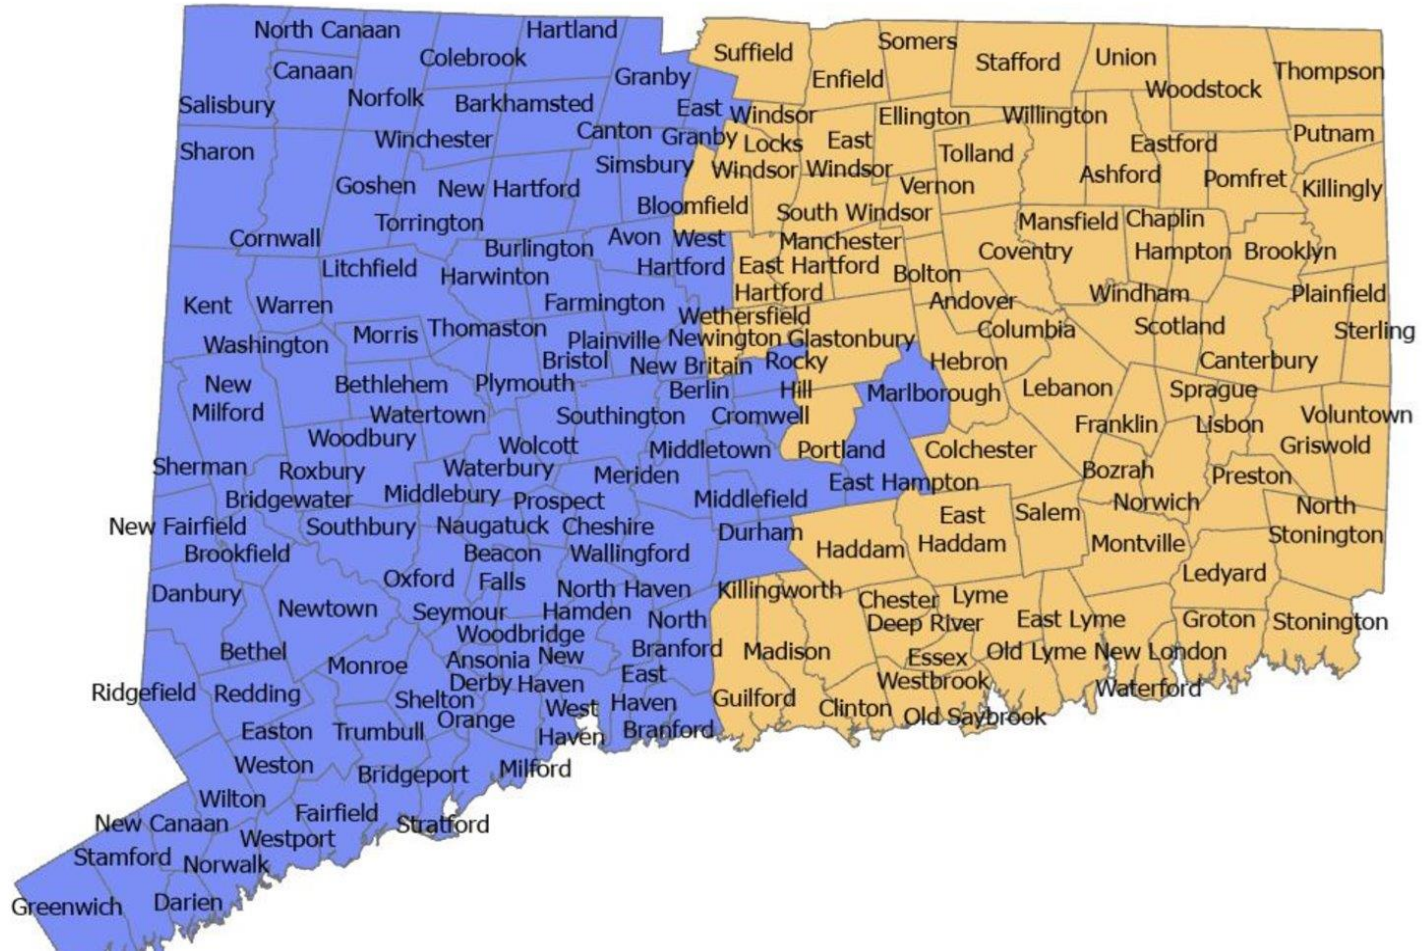 North Canaan
Hartland
Colebrook
Canaan
Granby
Suffield
Somers
Enfield
Stafford
Union
Thompson
Woodstock
Salisbury
Norfolk
Barkhamsted
East
Granby
Windsor
Locks
Ellington
Willington
Putnam
Sharon
Winchester
Canton
Simsbury
Windsor
East
Windsor
Tolland
Eastford
Ashford
Pomfret
Killingly
Goshen
New Hartford
Vernon
Bloomfield
South Windsor
Torrington
Mansfield
Chaplin
Cornwall
Burlington
Avon
West
Hartford
Manchester
East Hartford
Bolton
Coventry
Hampton
Brooklyn
Litchfield
Harwinton
Hartford
Andover
Windham
Plainfield
Kent
Warren
Farmington
Wethersfield
Morris
Thomaston
Plainville
Newington
Glastonbury
Columbia
Scotland
Sterling
Washington
Bristol
New Britain
Rocky
Hill
Hebron
Canterbury
New
Milford
Bethlehem
Plymouth
Berlin
Marlborough
Lebanon
Sprague
Watertown
Southington
Cromwell
Franklin
Lisbon
Voluntown
Woodbury
Wolcott
Middletown
Portland
Colchester
Griswold
Sherman
Roxbury
Waterbury
Meriden
East Hampton
Bozrah
Preston
Bridgewater
Middlebury
Prospect
Middlefield
Norwich
North
Stonington
New Fairfield
Southbury
Naugatuck
Cheshire
Durham
East
Haddam
Salem
Brookfield
Beacon
Falls
Wallingford
Haddam
Montville
Danbury
Oxford
North Haven
Killingworth
Ledyard
Newtown
Seymour
Hamden
North
Branford
Chester
Lyme
Deep River
East Lyme
Groton
Stonington
Woodbridge
Bethel
Monroe
Ansonia
New
Haven
Madison
Essex
Old Lyme
New London
Ridgefield
Redding
Derby
East
Haven
Westbrook
Waterford
Shelton
Guilford
Clinton
Old Saybrook
Easton
Trumbull
Orange
West
Haven
Branford
Weston
Bridgeport
Milford
Wilton
Fairfield
Stratford
New Canaan
Westport
Stamford
Norwalk
Greenwich
Darien